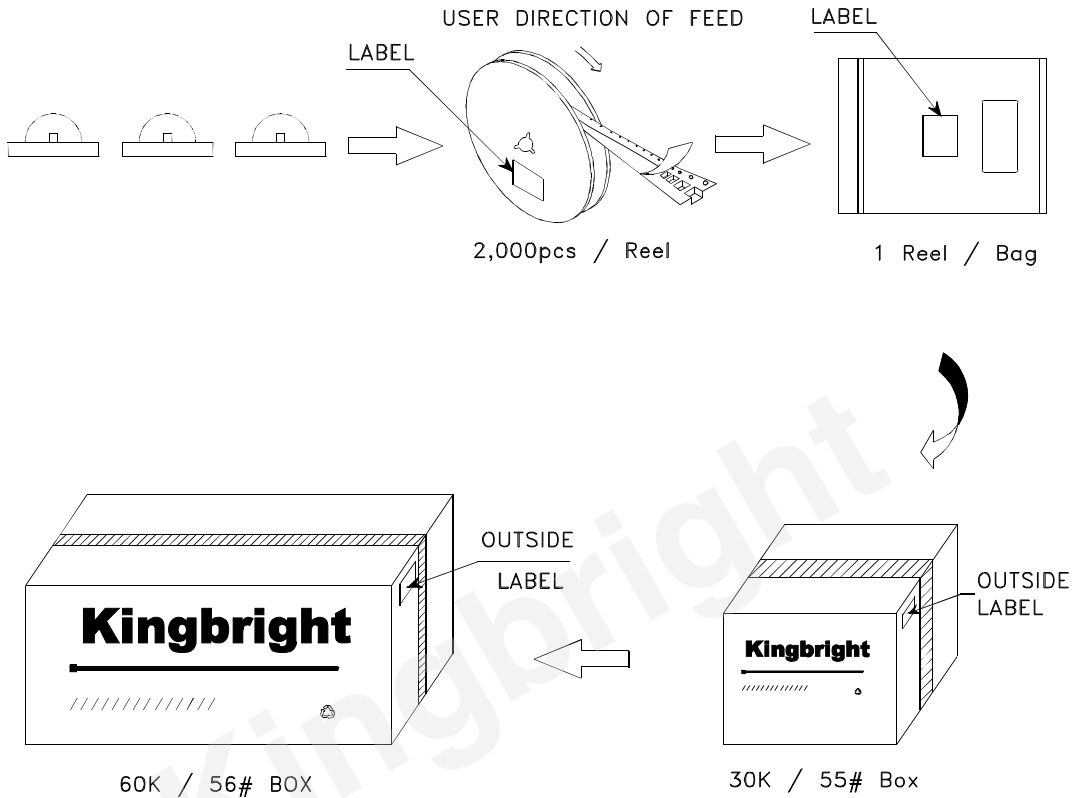 USER DIRECTION OF FEED
LABEL
LABEL
2,000pcs / Reel
1 Reel / Bag
OUTSIDE
LABEL
Kingbright
60K / 56# BOX
OUTSIDE
LABEL
Kingbright
30K / 55# Box
Kingbright